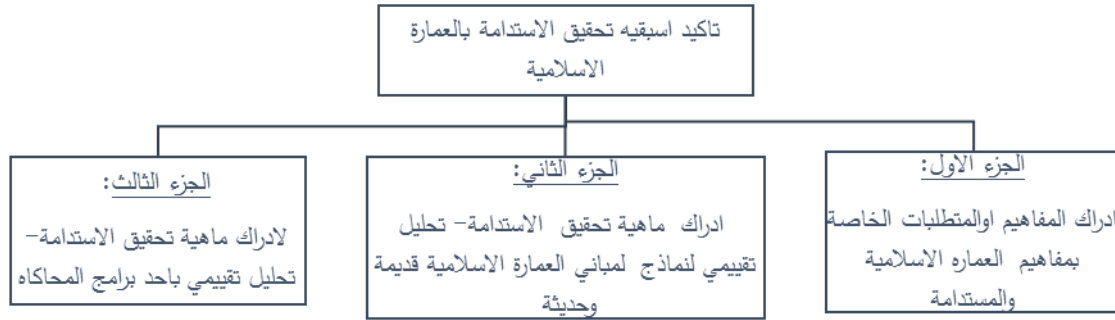 تاكيد اسبقيه تحقيق الاستدامة بالعمارة
الاسلامية
الجزء الاول:
ادراك المفاهيم اوالمتطلبات الخاصة
بمفاهيم العماره الاسلامية
والمستدامة
الجزء الثاني:
ادراك ماهية تحقيق الاستدامة– تحليل
تقييمي لنماذج لمباني العمارة الاسلامية قديمة
وحديثة
الجزء الثالث:
لادراك ماهية تحقيق الاستدامة–
تحليل تقييمي باحد برامج المحاكاه